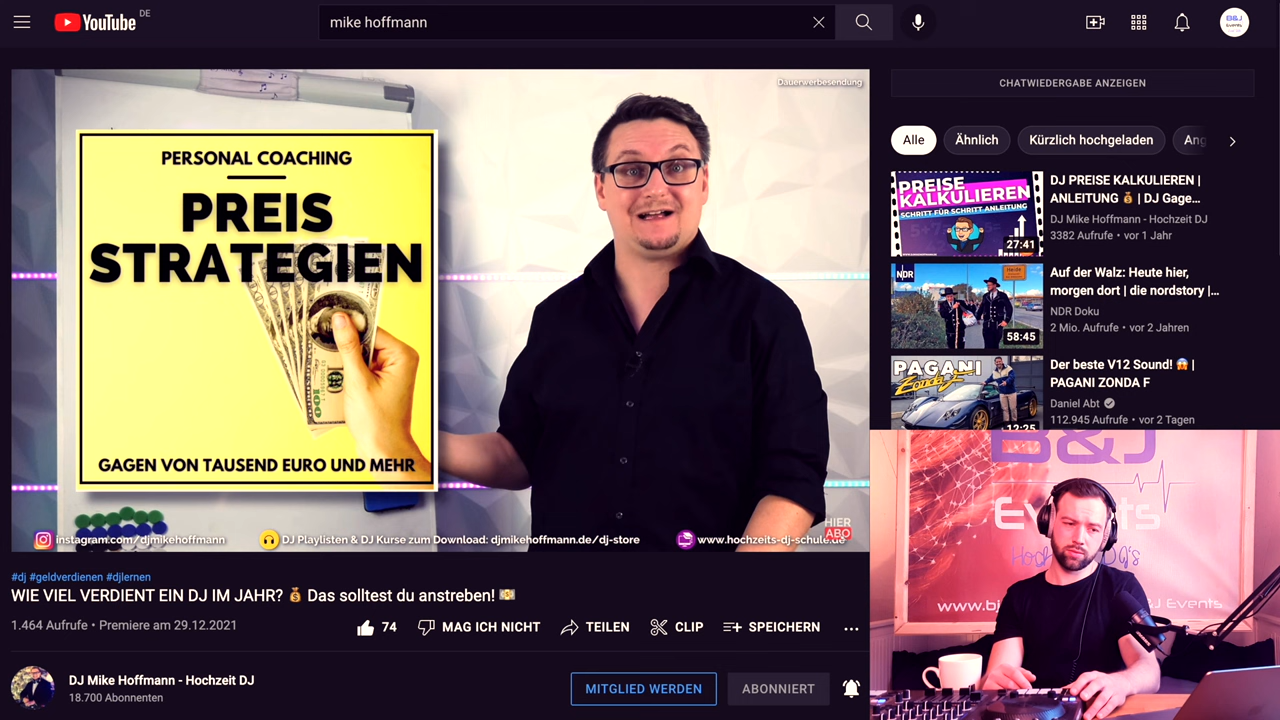 YouTube DE
mike hoffmann
Dauerwerbesendung
PERSONAL COACHING
PREIS
STRATEGIEN
GAGEN VON TAUSEND EURO UND MEHR
HIER
ABO
instagram.com/djmikehoffmann
DJ Playlisten & DJ Kurse zum Download: djmikehoffmann.de/dj-store
www.hochzeits-dj-schule.de
#dj #geldverdienen #djlernen
WIE VIEL VERDIENT EIN DJ IM JAHR? 💰 Das solltest du anstreben! 💴
1.464 Aufrufe • Premiere am 29.12.2021
74 MAG ICH NICHT TEILEN CLIP SPEICHERN
DJ Mike Hoffmann - Hochzeit DJ
18.700 Abonnenten
MITGLIED WERDEN ABONNIERT
CHATWIEDERGABE ANZEIGEN
Alle Ähnlich Kürzlich hochgeladen Ang
PREISE
KALKULIEREN
SCHRITT FÜR SCHRITT ANLEITUNG
27:41
DJ PREISE KALKULIEREN |
ANLEITUNG 💰 | DJ Gage...
DJ Mike Hoffmann - Hochzeit DJ
3382 Aufrufe • vor 1 Jahr
NDR
58:45
Auf der Walz: Heute hier,
morgen dort | die nordstory |...
NDR Doku
2 Mio. Aufrufe • vor 2 Jahren
PAGANI
Zonda F
12:25
Der beste V12 Sound! 😱 |
PAGANI ZONDA F
Daniel Abt
112.945 Aufrufe • vor 2 Tagen
B&J
Events
www.bj
&J.Events